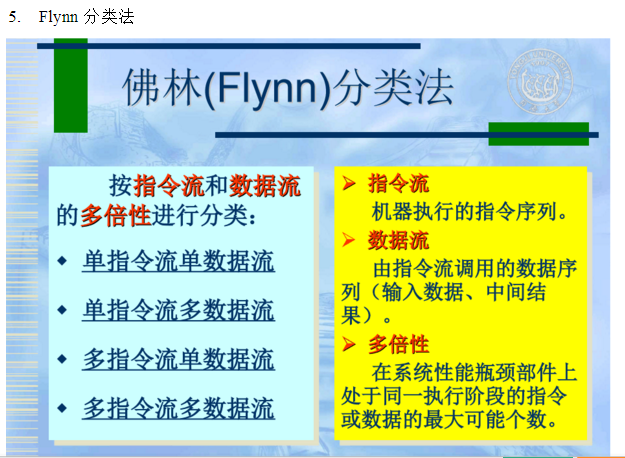 5. Flynn 分类法
佛林(Flynn)分类法
按指令流和数据流
的多倍性进行分类：
◆ 单指令流单数据流
◆ 单指令流多数据流
◆ 多指令流单数据流
◆ 多指令流多数据流
➢ 指令流
机器执行的指令序列。
➢ 数据流
由指令流调用的数据序
列（输入数据、中间结
果）。
➢ 多倍性
在系统性能瓶颈部件上
处于同一执行阶段的指令
或数据的最大可能个数。